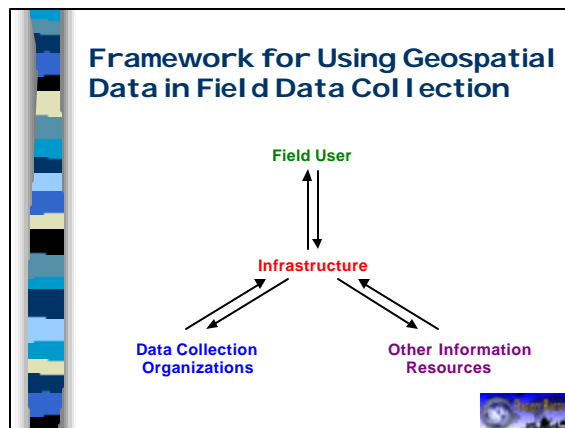 Framework for Using Geospatial
Data in Field Data Collection
Field User
Infrastructure
Data Collection
Organizations
Other Information
Resources